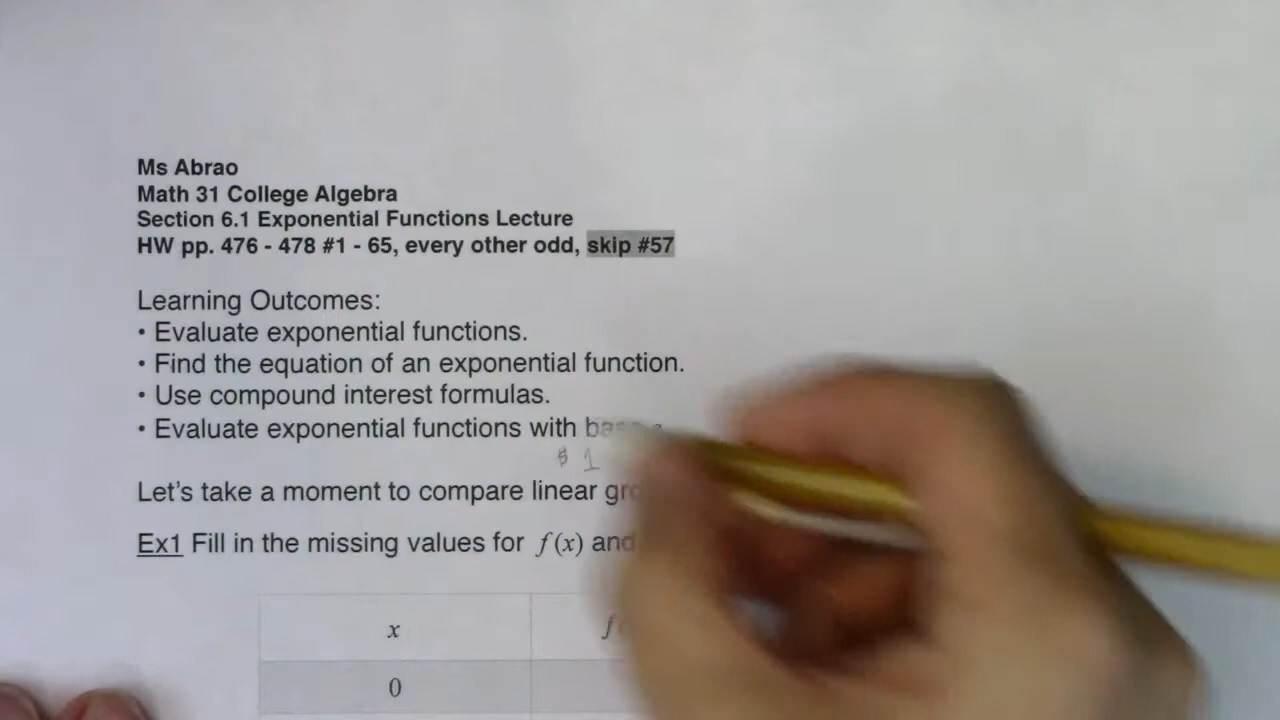 Ms Abrao
Math 31 College Algebra
Section 6.1 Exponential Functions Lecture
HW pp. 476 - 478 #1 - 65, every other odd, skip #57
Learning Outcomes:
• Evaluate exponential functions.
• Find the equation of an exponential function.
• Use compound interest formulas.
• Evaluate exponential functions with
$ 1
Let's take a moment to compare linear
Ex1 Fill in the missing values for f(x) and
x
0